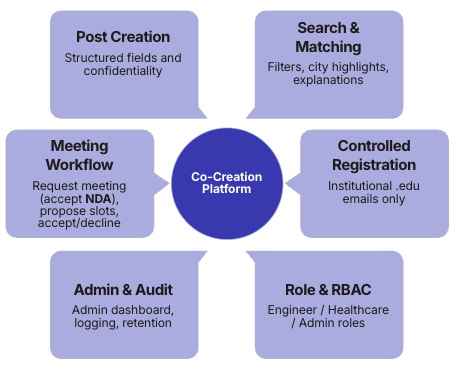 Post Creation
Structured fields and
confidentiality
Search &
Matching
Filters, city highlights,
explanations
Meeting
Workflow
Request meeting
(accept NDA),
propose slots,
accept/decline
Co-Creation
Platform
Controlled
Registration
Institutional .edu
emails only
Admin & Audit
Admin dashboard,
logging, retention
Role & RBAC
Engineer / Healthcare
/ Admin roles